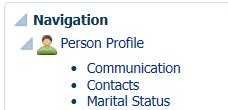 Navigation
Person Profile
• Communication
• Contacts
• Marital Status